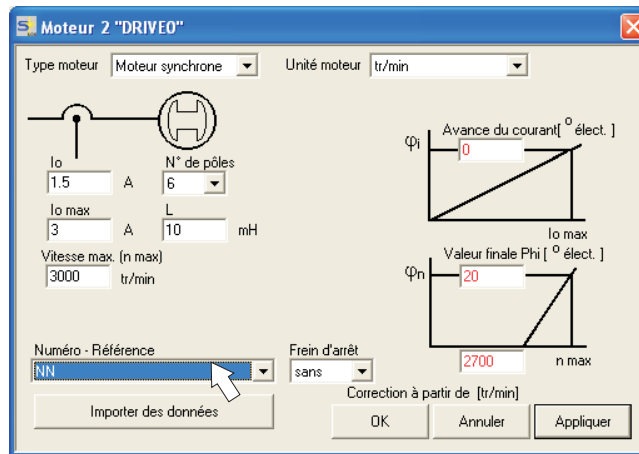 Moteur 2 "DRIVE0"
Type moteur Moteur synchrone Unité moteur tr/min
Avance du courant[ ° élect. ]
φi 0
Io N° de pôles
1.5 A 6
Io max L
3 A 10 mH
Io max
Vitesse max. (n max)
3000 tr/min
Valeur finale Phi [ ° élect. ]
φn 20
Numéro - Référence Frein d'arrêt
NN sans
2700 n max
Correction à partir de [tr/min]
Importer des données OK Annuler Appliquer